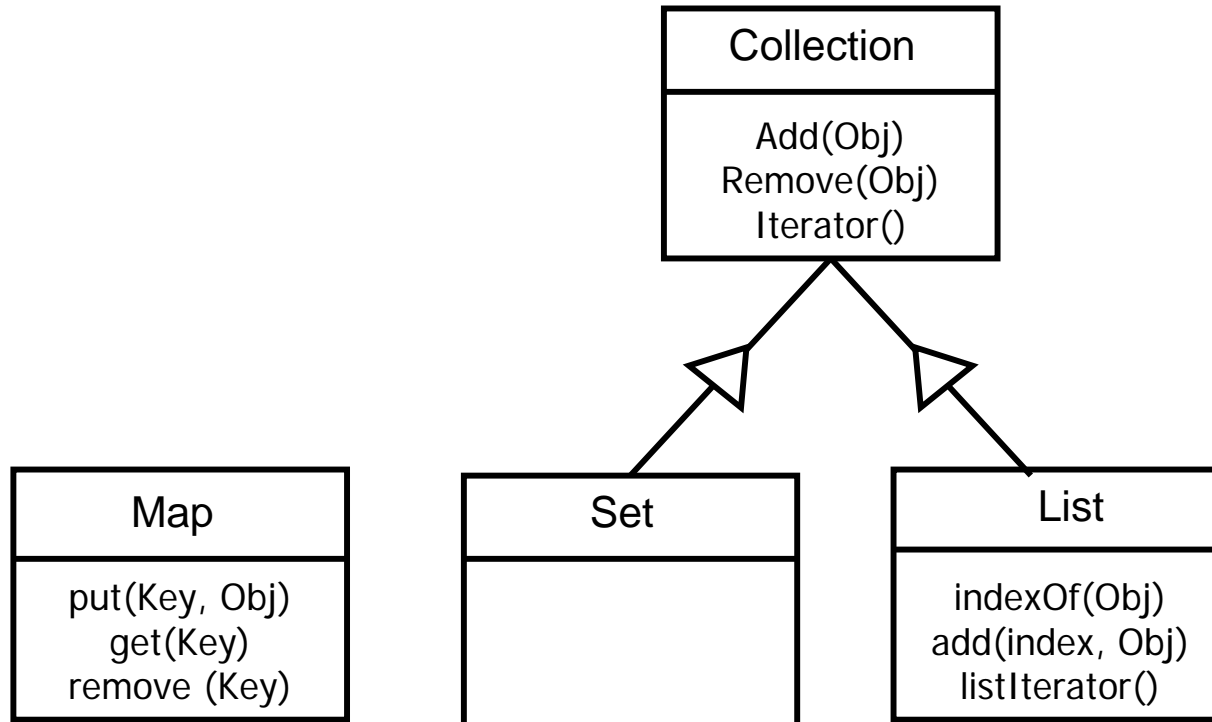 Collection
Add(Obj)
Remove(Obj)
Iterator()
Map
put(Key, Obj)
get(Key)
remove (Key)
Set
List
indexOf(Obj)
add(index, Obj)
listIterator()